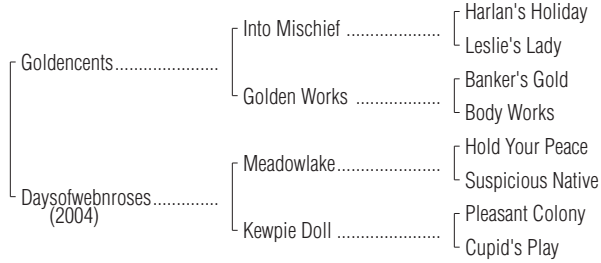 Harlan's Holiday
Into Mischief ....................
Leslie's Lady
Goldencents......................
Banker's Gold
Golden Works ..................
Body Works
Hold Your Peace
Meadowlake......................
Suspicious Native
Daysofwebnroses..............
(2004)
Pleasant Colony
Kewpie Doll ......................
Cupid's Play